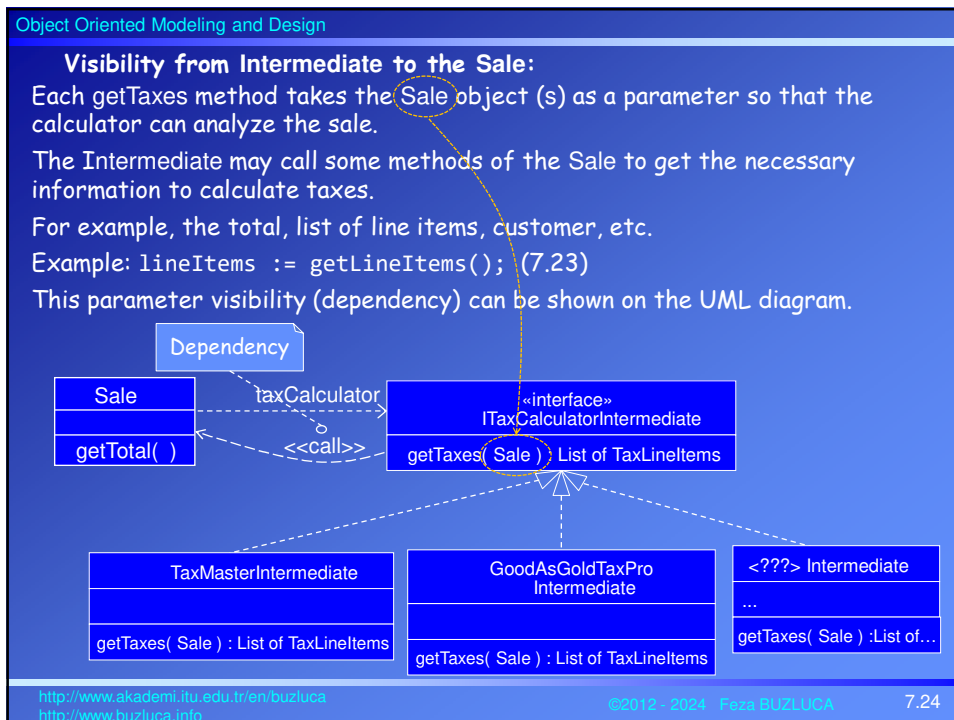 Object Oriented Modeling and Design
Visibility from Intermediate to the Sale:
Each getTaxes method takes the Sale object (s) as a parameter so that the
calculator can analyze the sale.
The Intermediate may call some methods of the Sale to get the necessary
information to calculate taxes.
For example, the total, list of line items, customer, etc.
Example: lineItems := getLineItems(); (7.23)
This parameter visibility (dependency) can be shown on the UML diagram.
Dependency
Sale
getTotal( )
taxCalculator
<<call>>
«interface»
ITaxCalculatorIntermediate
getTaxes( Sale ) : List of TaxLineItems
TaxMasterIntermediate
getTaxes( Sale ) : List of TaxLineItems
GoodAsGoldTaxPro
Intermediate
getTaxes( Sale ) : List of TaxLineItems
<???> Intermediate
...
getTaxes( Sale ) :List of...
http://www.akademi.itu.edu.tr/en/buzluca
http://www.buzluca.info
©2012 - 2024 Feza BUZLUCA
7.24